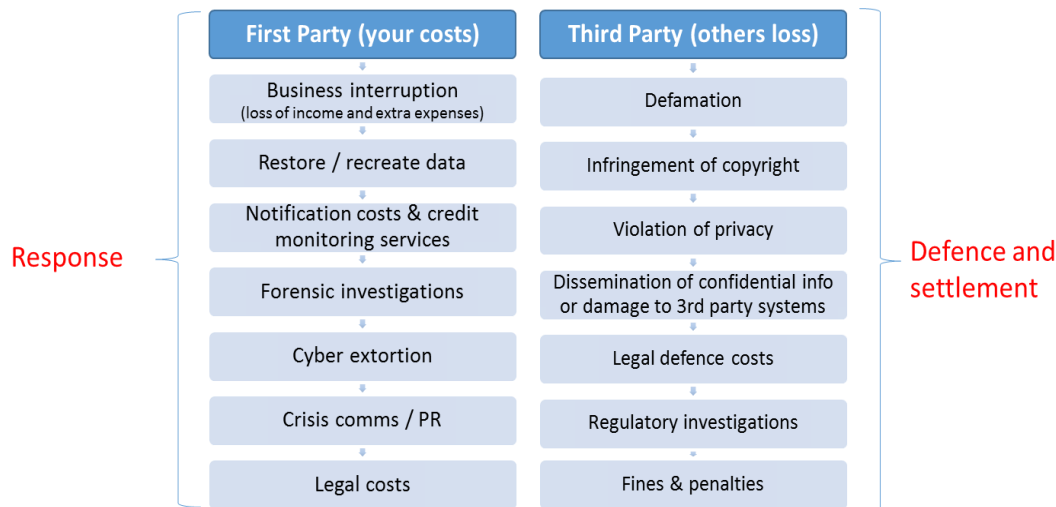 First Party (your costs)
Business interruption
(loss of income and extra expenses)
Restore / recreate data
Notification costs & credit
monitoring services
Forensic investigations
Cyber extortion
Crisis comms / PR
Legal costs
Third Party (others loss)
Defamation
Infringement of copyright
Violation of privacy
Dissemination of confidential info
or damage to 3rd party systems
Legal defence costs
Regulatory investigations
Fines & penalties
Response
Defence and
settlement